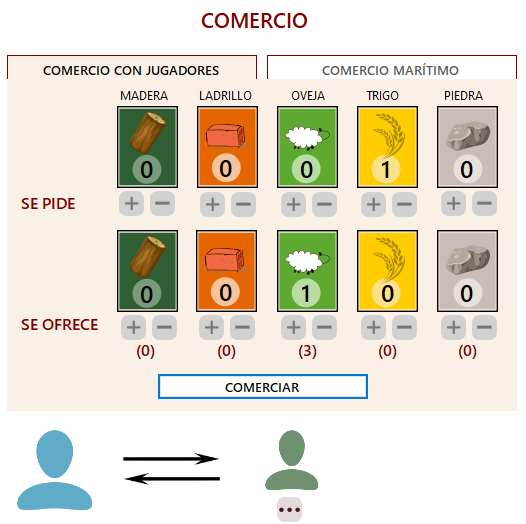 COMERCIO
COMERCIO CON JUGADORES COMERCIO MARÍTIMO
MADERA LADRILLO OVEJA TRIGO PIEDRA
0 0 0 1 0
SE PIDE + − + − + − + − + −
0 0 1 0 0
SE OFRECE + − + − + − + − + −
(0) (0) (3) (0) (0)
COMERCIAR